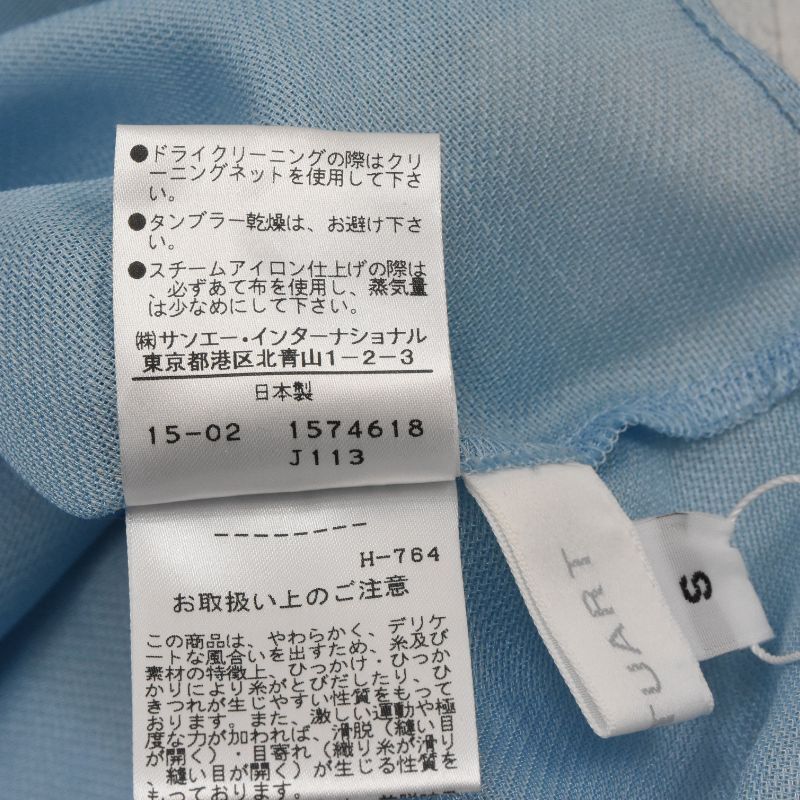 ●ドライクリーニングの際はクリ
ーニングネットを使用して下さ
い。
●タンブラー乾燥は、お避け下さ
い。
●スチームアイロン仕上げの際は
、必ずあて布を使用し、蒸気量
は少なめにして下さい。
㈱サンエー・インターナショナル
東京都港区北青山1-2-3
日本製
15-02 1574618
J113
H-764
お取扱い上のご注意
この商品は、やわらかく、デリケ
ートな風合いを出すため、糸及び
素材の特徴上、ひっかけ・ひっか
かりにより糸がとびだしたり、ひ
きつれが生じやすい性質をもって
おります。また、激しい運動や極
度な力が加われば、滑脱（縫い目
が開く）・目寄れ（織り糸が滑り
縫い目が開く）が生じる性質も
っております。
UART
S